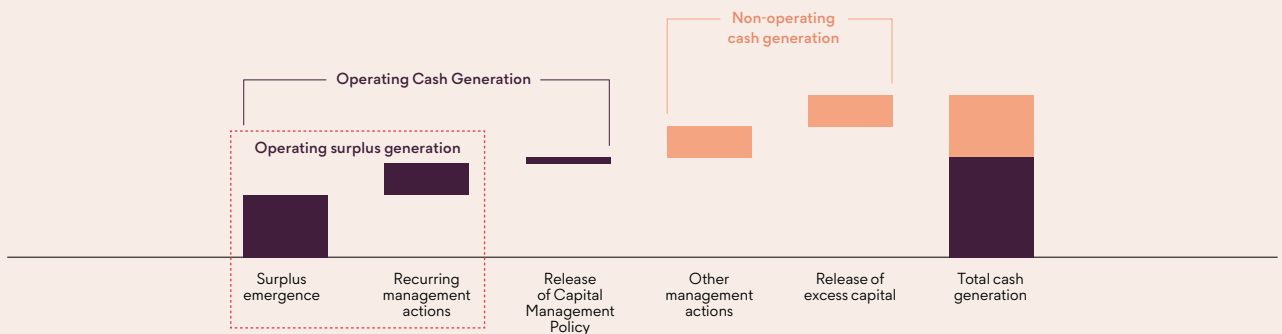 Non-operating
cash generation
Operating Cash Generation
Operating surplus generation
Surplus
emergence
Recurring
management
actions
Release
of Capital
Management
Policy
Other
management
actions
Release of
excess capital
Total cash
generation